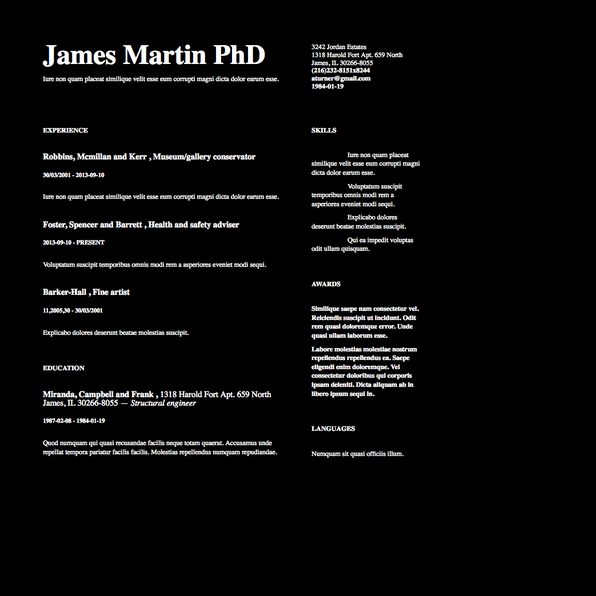 James Martin PhD
Iure non quam placeat similique velit esse eum corrupti magni dicta dolor earum esse.
3242 Jordan Estates
1318 Harold Fort Apt. 659 North
James, IL 30266-8055
(216)232-8151x8244
aturner@gmail.com
1984-01-19
EXPERIENCE
Robbins, Mcmillan and Kerr , Museum/gallery conservator
30/03/2001 - 2013-09-10
Iure non quam placeat similique velit esse eum corrupti magni dicta dolor earum esse.
Foster, Spencer and Barrett , Health and safety adviser
2013-09-10 - PRESENT
Voluptatum suscipit temporibus omnis modi rem a asperiores eveniet modi sequi.
Barker-Hall , Fine artist
11,2005,30 - 30/03/2001
Explicabo dolores deserunt beatae molestias suscipit.
EDUCATION
Miranda, Campbell and Frank , 1318 Harold Fort Apt. 659 North
James, IL 30266-8055 — Structural engineer
1987-02-08 - 1984-01-19
Quod numquam qui quasi recusandae facilis neque totam quaerat. Accusamus unde
repellat tempora pariatur facilis facilis. Molestias repellendus numquam repudiandae.
SKILLS
Iure non quam placeat
similique velit esse eum corrupti magni
dicta dolor earum esse.
Voluptatum suscipit
temporibus omnis modi rem a
asperiores eveniet modi sequi.
Explicabo dolores
deserunt beatae molestias suscipit.
Qui ea impedit voluptas
odit ullam quisquam.
AWARDS
Similique saepe nam consectetur vel.
Reiciendis suscipit ut incidunt. Odit
rem quasi doloremque error. Unde
quasi ullam laborum esse.
Labore molestias molestiae nostrum
repellendus repellendus ea. Saepe
eligendi enim doloremque. Vel
consectetur doloribus qui corporis
ipsam deleniti. Dicta aliquam ab in
libero ipsum sequi in.
LANGUAGES
Numquam sit quasi officiis illum.